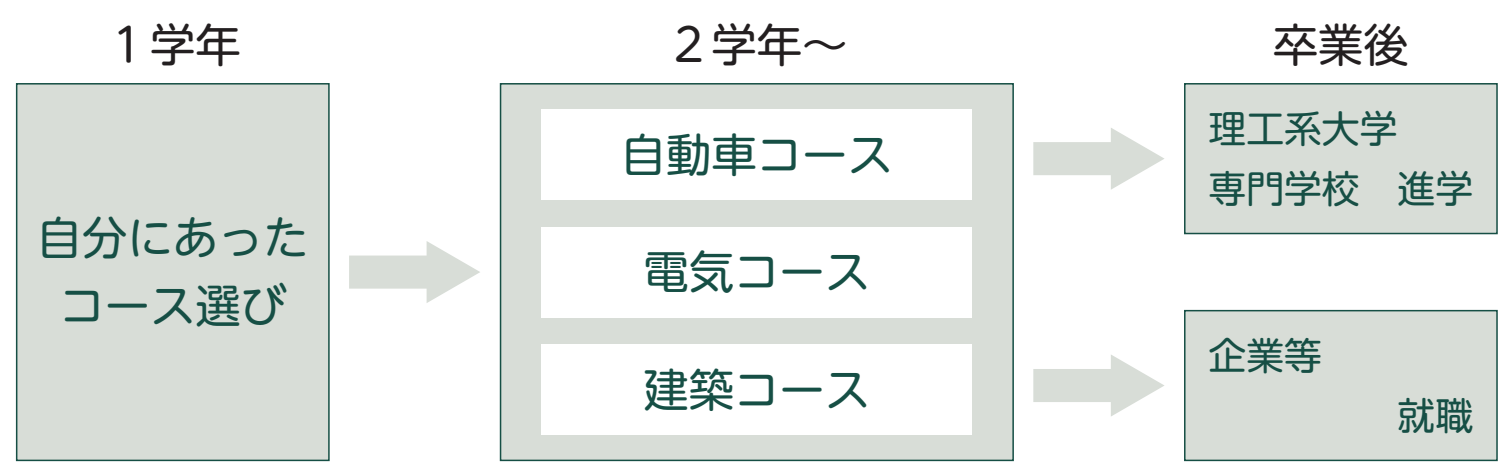 1学年
自分にあった
コース選び
2学年~
自動車コース
電気コース
建築コース
卒業後
理工系大学
専門学校 進学
企業等
就職